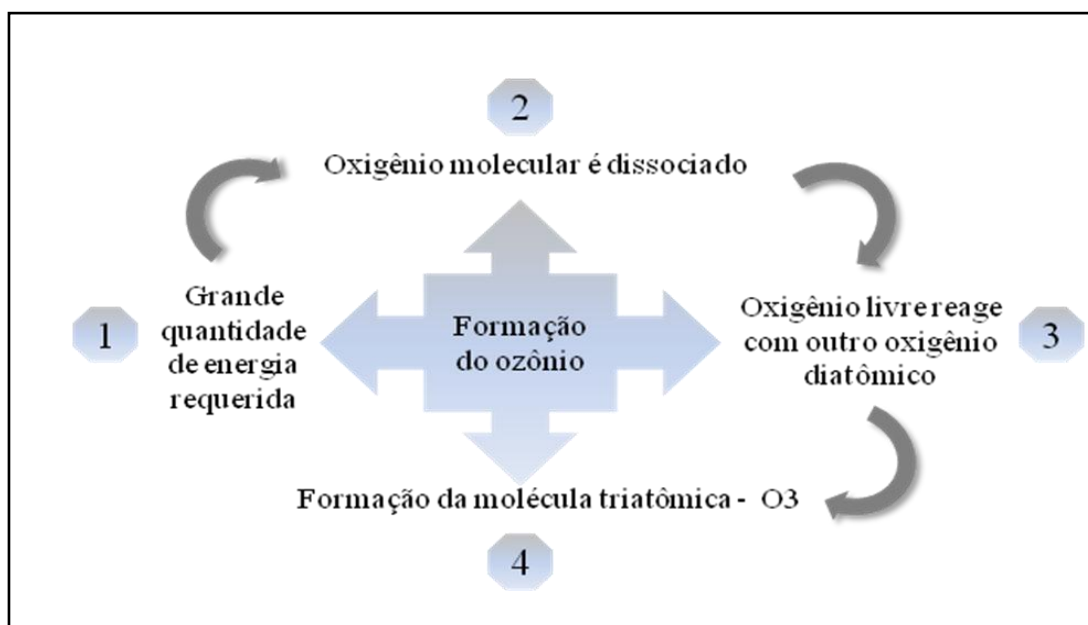 2
Oxigênio molecular é dissociado
1
Grande
quantidade
de energia
requerida
Formação
do ozônio
Oxigênio livre reage
com outro oxigênio
diatômico
3
Formação da molécula triatômica - O3
4